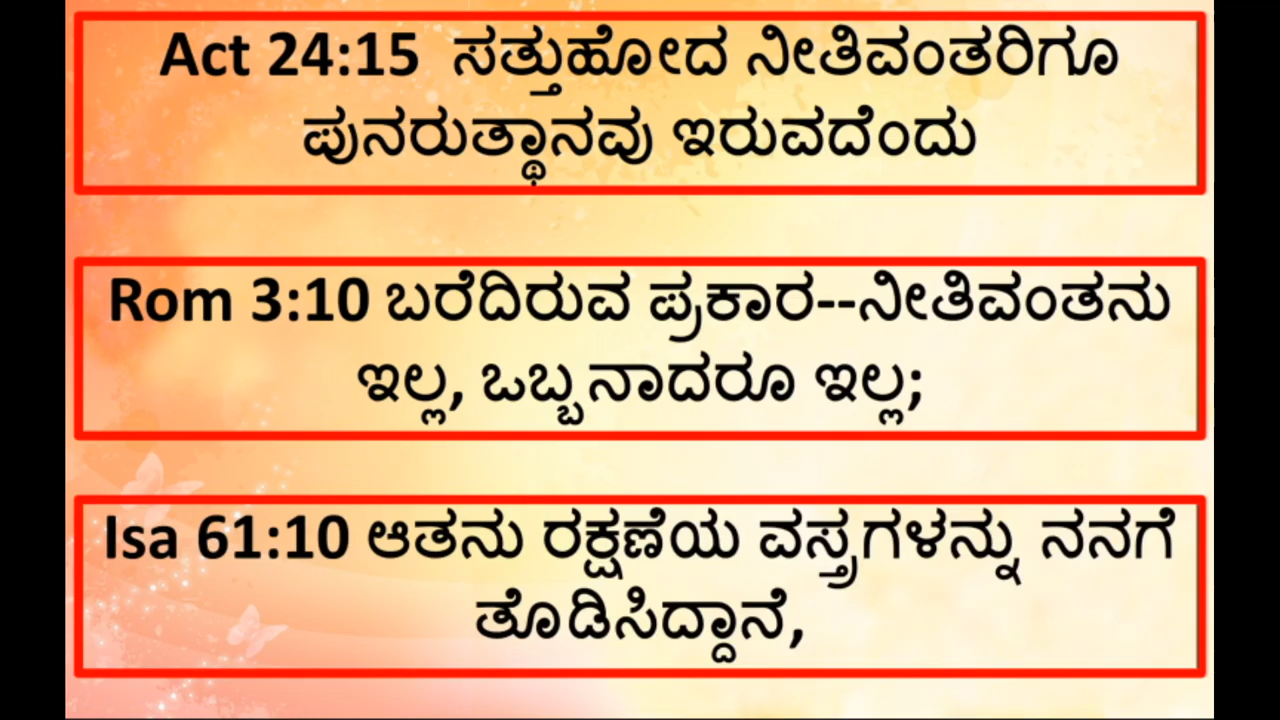 Act 24:15 ಸತ್ತುಹೋದ ನೀತಿವಂತರಿಗೂ
ಪುನರುತ್ಥಾನವು ಇರುವದೆಂದು
Rom 3:10 ಬರೆದಿರುವ ಪ್ರಕಾರ--ನೀತಿವಂತನು
ಇಲ್ಲ, ಒಬ್ಬನಾದರೂ ಇಲ್ಲ;
Isa 61:10 ಆತನು ರಕ್ಷಣೆಯ ವಸ್ತ್ರಗಳನ್ನು ನನಗೆ
ತೊಡಿಸಿದ್ದಾನೆ,